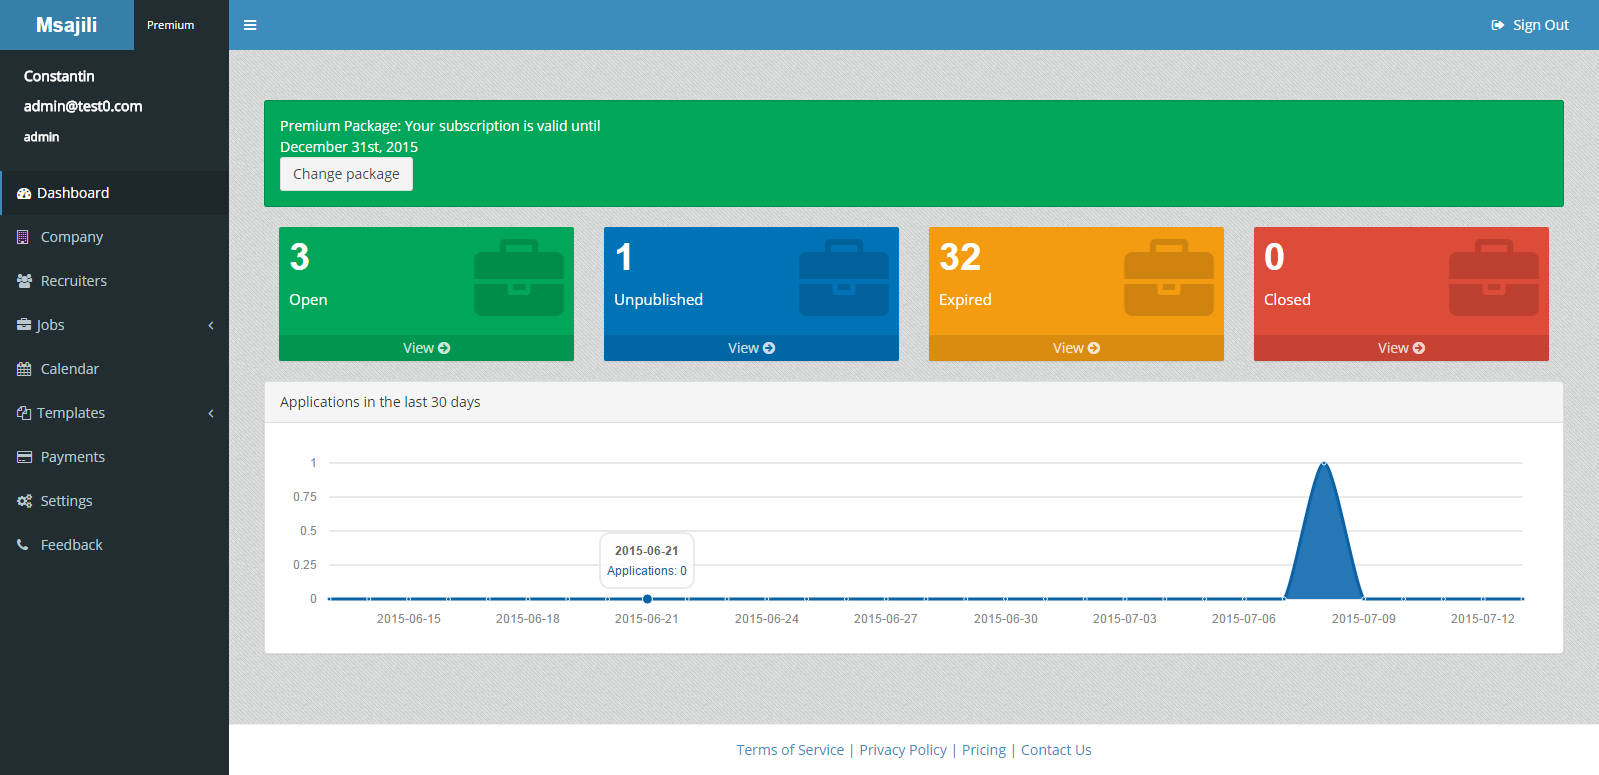 Msajili
Premium
Sign Out
Constantin
admin@test0.com
admin
Dashboard
Company
Recruiters
Jobs
Calendar
Templates
Payments
Settings
Feedback
Premium Package: Your subscription is valid until
December 31st, 2015
Change package
3
Open
View
1
Unpublished
View
32
Expired
View
0
Closed
View
Applications in the last 30 days
1
0.75
0.5
0.25
0
2015-06-21
Applications: 0
2015-06-15 2015-06-18 2015-06-21 2015-06-24 2015-06-27 2015-06-30 2015-07-03 2015-07-06 2015-07-09 2015-07-12
Terms of Service | Privacy Policy | Pricing | Contact Us